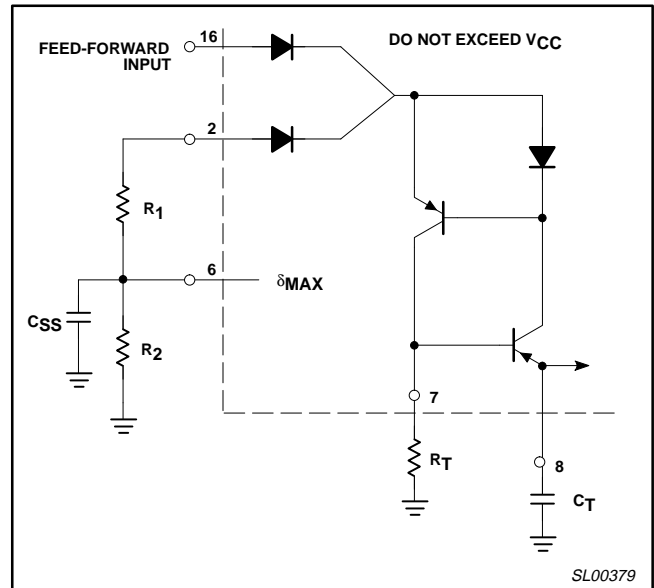 FEED-FORWARD
INPUT
16
DO NOT EXCEED VCC
2
R1
6
δMAX
CSS
R2
7
RT
8
CT
SL00379